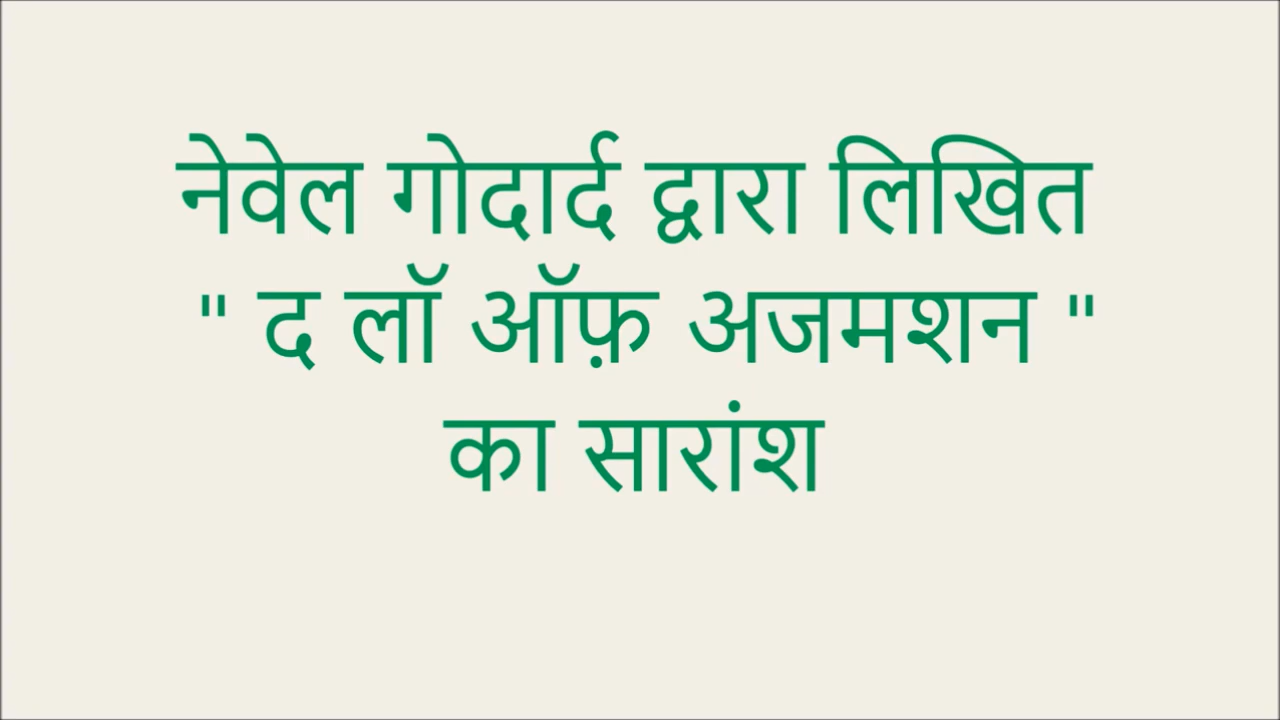 नेवेल गोदार्द द्वारा लिखित
" द लॉ ऑफ़ अजमशन "
का सारांश